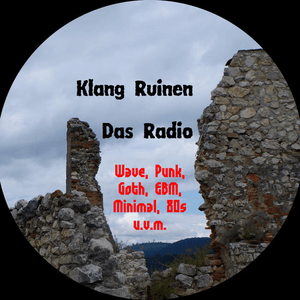 Klang Ruinen
Das Radio
Wave, Punk,
Goth, EBM,
Minimal, 80s
u.v.m.